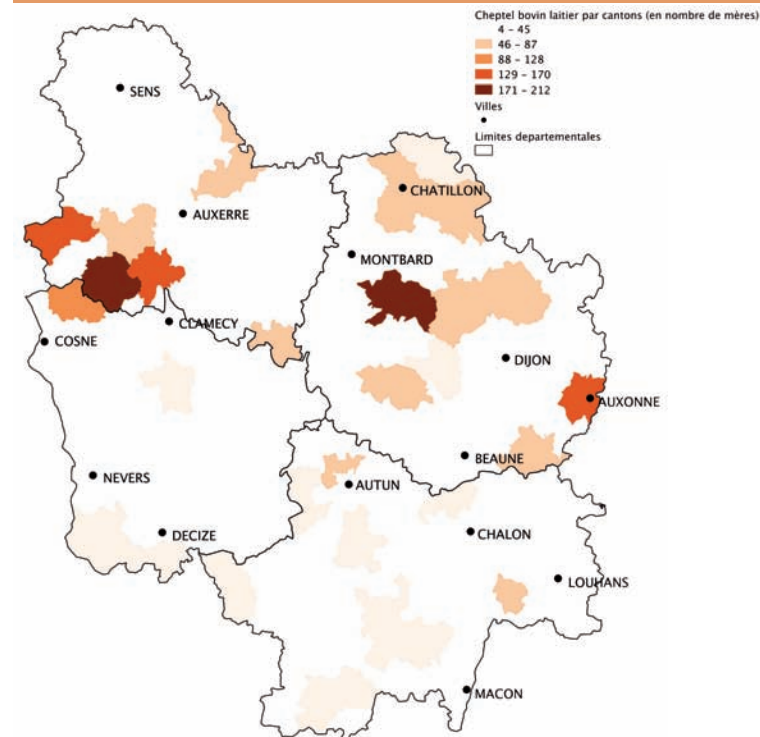 Cheptel bovin laitier par cantons (en nombre de mères)
4 – 45
46 – 87
88 – 128
129 – 170
171 – 212
Villes
Limites departementales
SENS
CHATILLON
AUXERRE
MONTBARD
CLAMECY
COSNE
DIJON
AUXONNE
BEAUNE
NEVERS
AUTUN
DECIZE
CHALON
LOUHANS
MACON